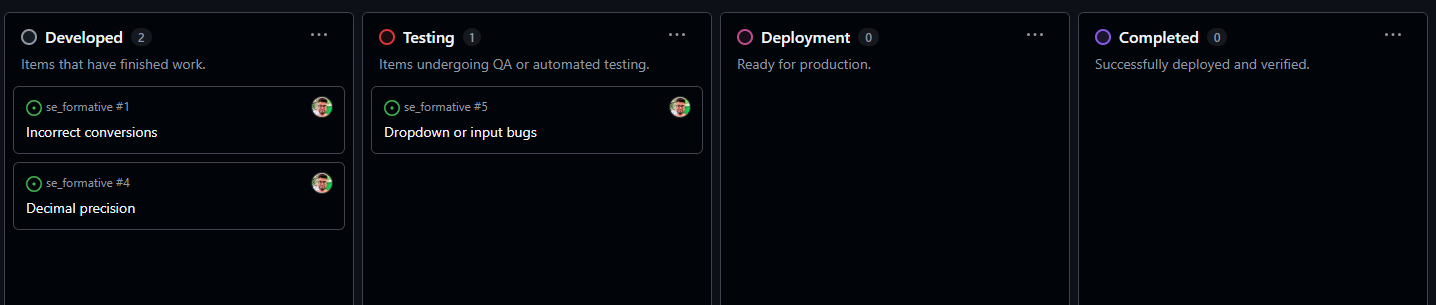 Developed 2
Items that have finished work.
se_formative #1
Incorrect conversions
se_formative #4
Decimal precision
Testing 1
Items undergoing QA or automated testing.
se_formative #5
Dropdown or input bugs
Deployment 0
Ready for production.
Completed 0
Successfully deployed and verified.